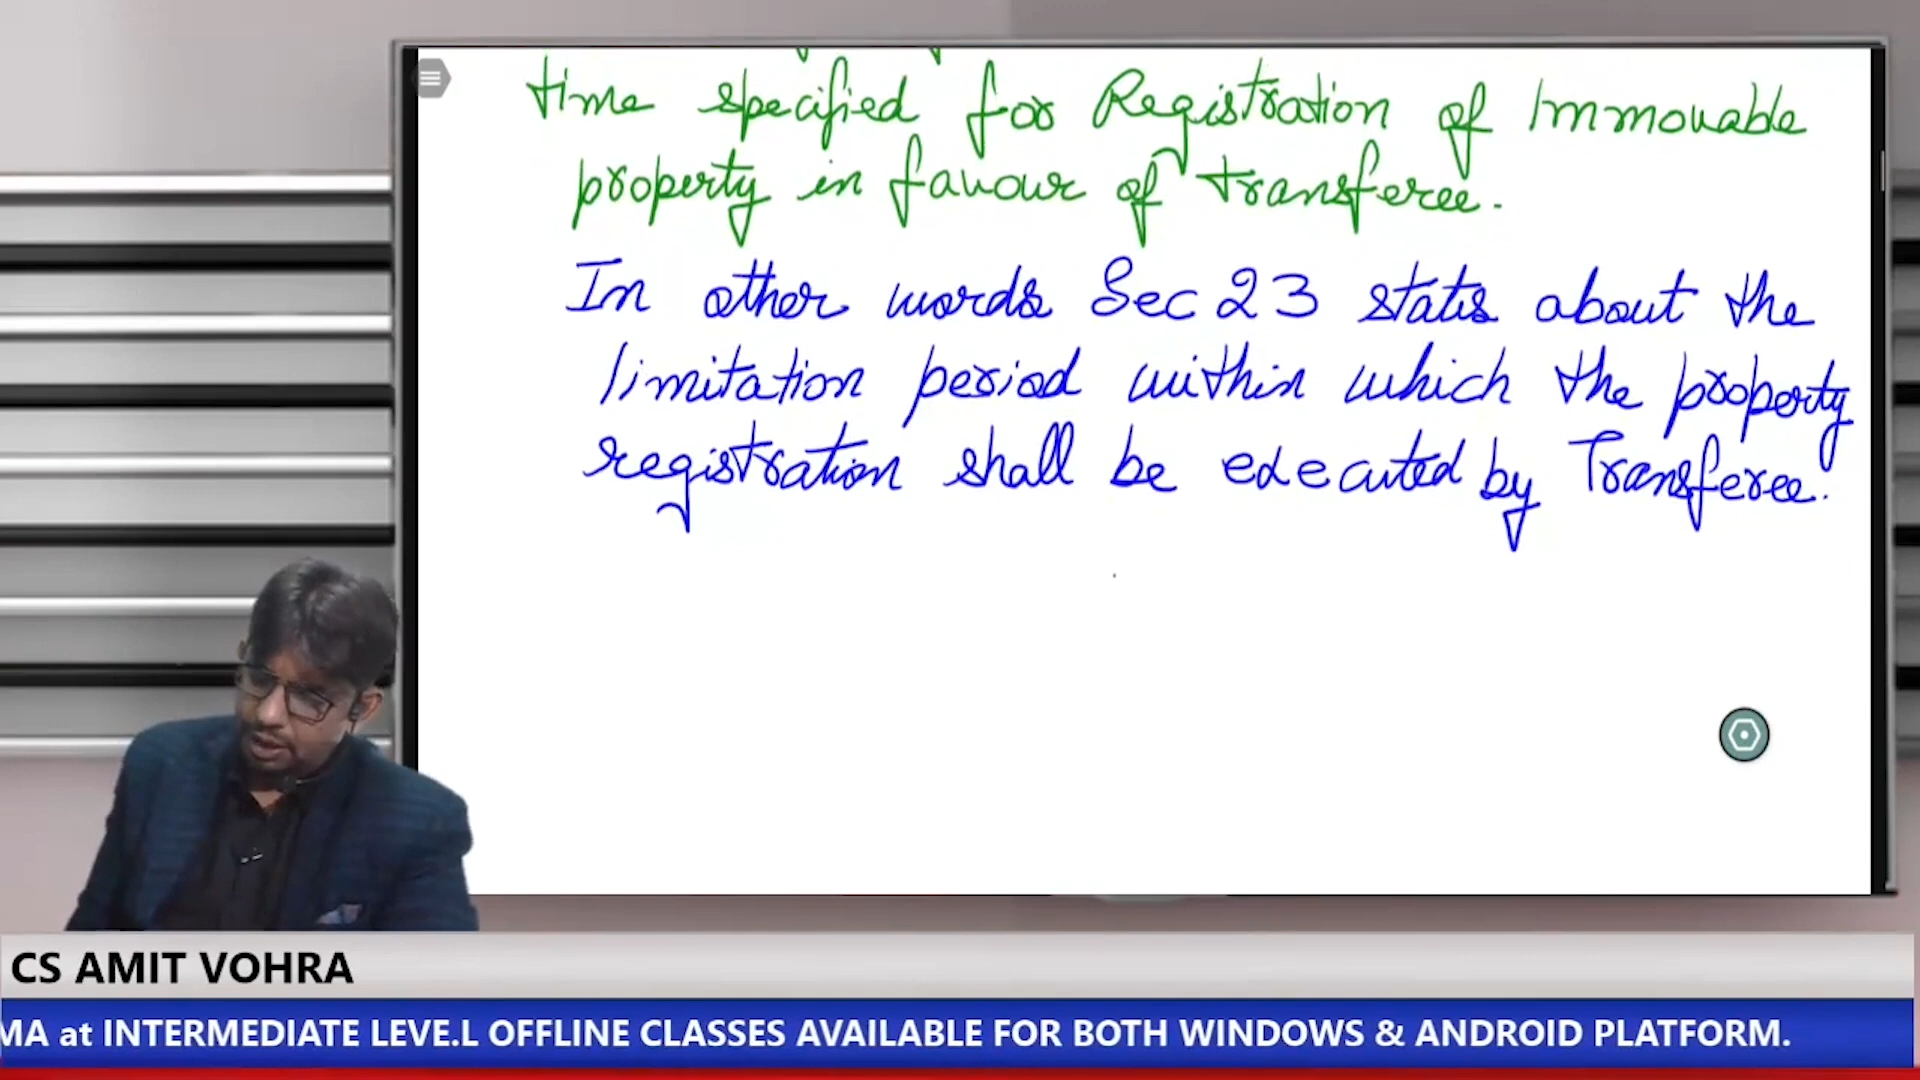 time specified for Registration of Immovable
property in favour of transferee.
In other words Sec 23 states about the
limitation period within which the property
registration shall be executed by Transferee.
CS AMIT VOHRA
MA at INTERMEDIATE LEVE.L OFFLINE CLASSES AVAILABLE FOR BOTH WINDOWS & ANDROID PLATFORM.